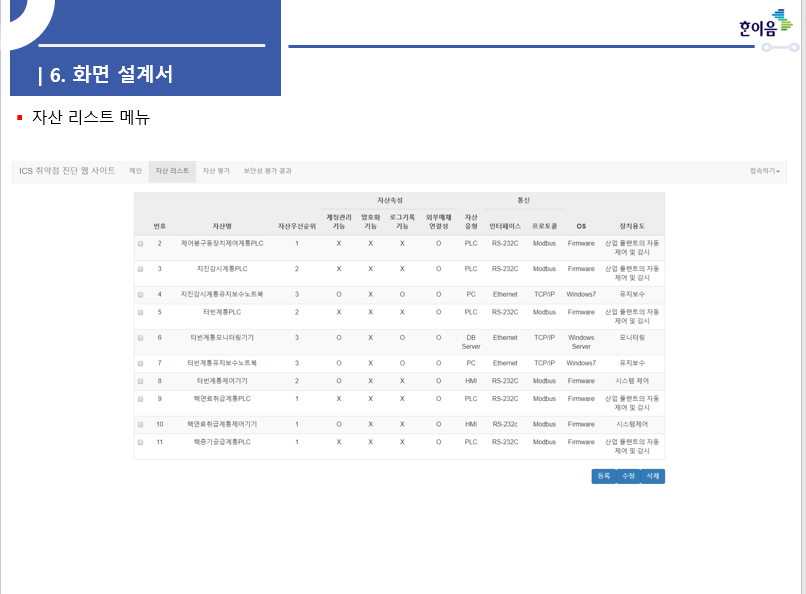 한이음
| 6. 화면 설계서
자산 리스트 메뉴
ICS 취약점 진단 웹 사이트 메인 자산 리스트 자산 평가 보안성 평가 결과 접속하기
자산속성 통신
번호 자산명 자산우선순위 계정관리 기능 암호화 기능 로그기록 기능 외부매체 연결성 자산 유형 인터페이스 프로토콜 OS 장치용도
2 제어봉구동장치제어계통PLC 1 X X X O PLC RS-232C Modbus Firmware 산업 플랜트의 자동 제어 및 감시
3 지진감시계통PLC 2 X X X O PLC RS-232C Modbus Firmware 산업 플랜트의 자동 제어 및 감시
4 지진감시계통유지보수노트북 3 O X O O PC Ethernet TCP/IP Windows7 유지보수
5 터빈계통PLC 2 X X X O PLC RS-232C Modbus Firmware 산업 플랜트의 자동 제어 및 감시
6 터빈계통모니터링기기 3 O X O O DB Server Ethernet TCP/IP Windows Server 모니터링
7 터빈계통유지보수노트북 3 O X O O PC Ethernet TCP/IP Windows7 유지보수
8 터빈계통제어기기 2 O X X O HMI RS-232C Modbus Firmware 시스템 제어
9 핵연료취급계통PLC 1 X X X O PLC RS-232C Modbus Firmware 산업 플랜트의 자동 제어 및 감시
10 핵연료취급계통제어기기 1 O X X O HMI RS-232c Modbus Firmware 시스템제어
11 핵증기공급계통PLC 1 X X X O PLC RS-232C Modbus Firmware 산업 플랜트의 자동 제어 및 감시
등록 수정 삭제